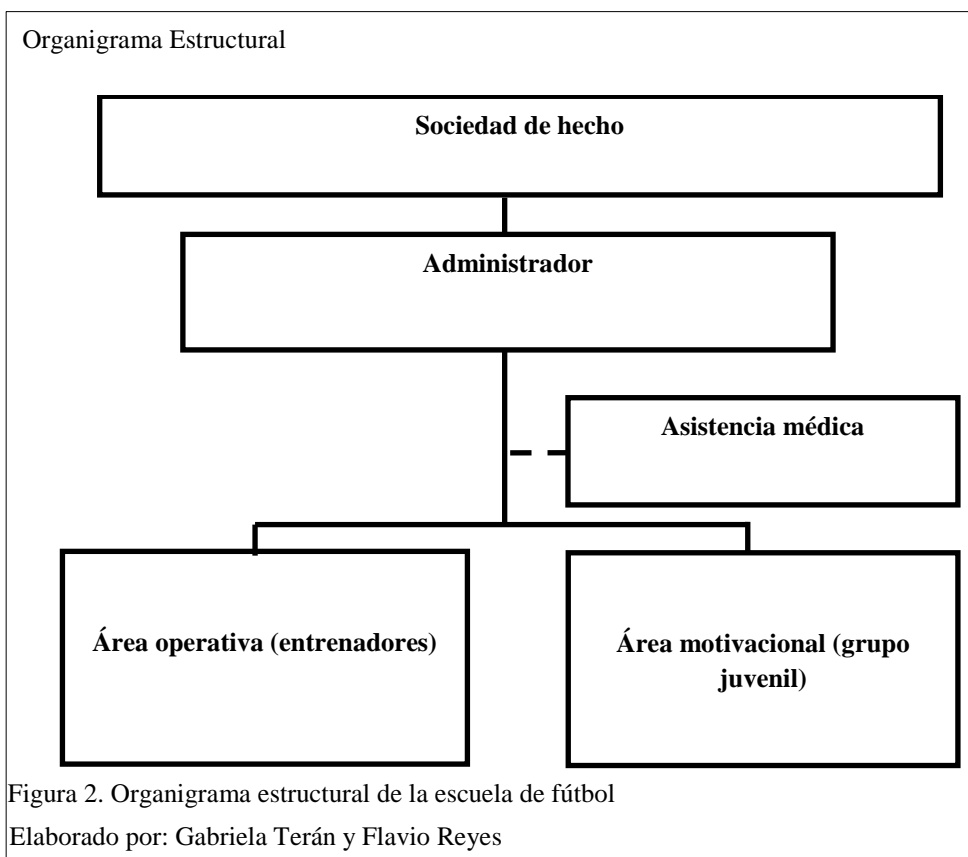 Organigrama Estructural
Sociedad de hecho
Administrador
Asistencia médica
Área operativa (entrenadores)
Área motivacional (grupo
juvenil)
Figura 2. Organigrama estructural de la escuela de fútbol
Elaborado por: Gabriela Terán y Flavio Reyes